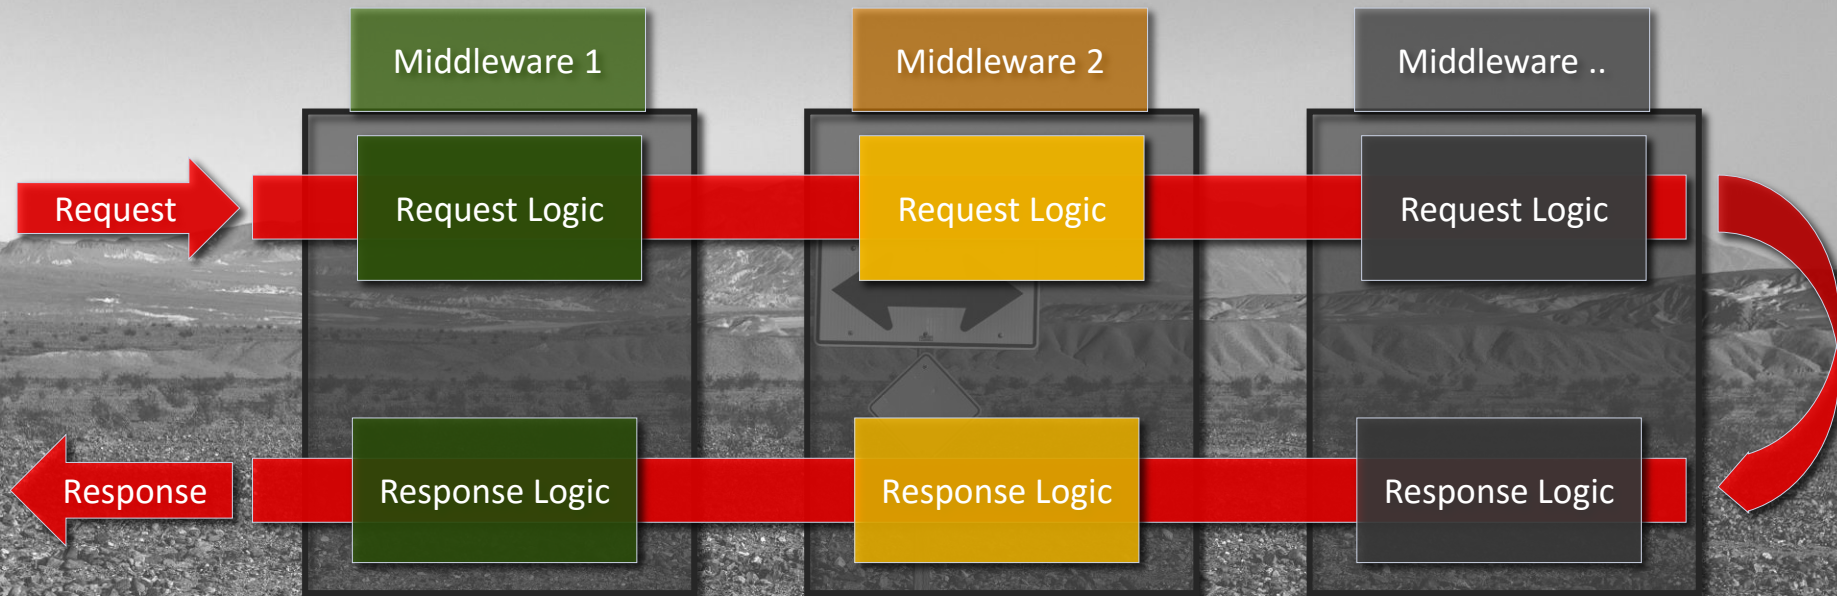 Middleware 1
Middleware 2
Middleware ..
Request
Request Logic
Request Logic
Request Logic
Response
Response Logic
Response Logic
Response Logic